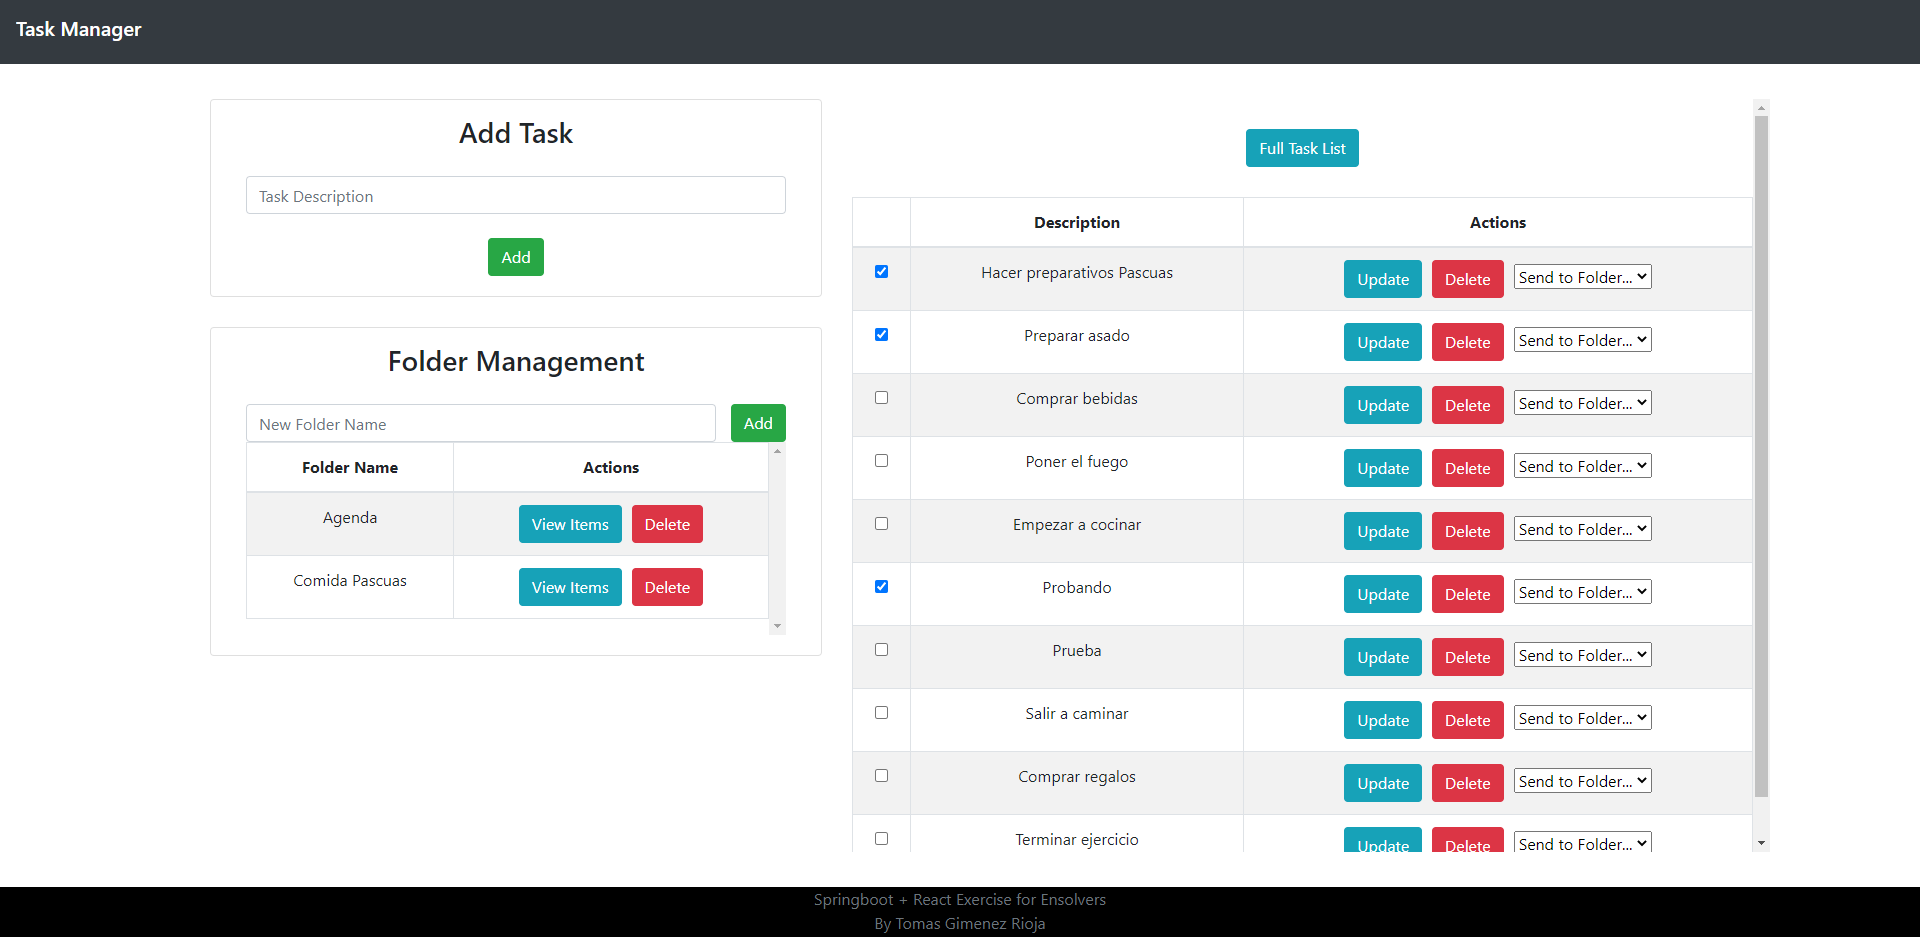 Task Manager
Add Task
Task Description
Add
Folder Management
New Folder Name Add
Folder Name Actions
Agenda View Items Delete
Comida Pascuas View Items Delete
Full Task List
Description Actions
Hacer preparativos Pascuas Update Delete Send to Folder...
Preparar asado Update Delete Send to Folder...
Comprar bebidas Update Delete Send to Folder...
Poner el fuego Update Delete Send to Folder...
Empezar a cocinar Update Delete Send to Folder...
Probando Update Delete Send to Folder...
Prueba Update Delete Send to Folder...
Salir a caminar Update Delete Send to Folder...
Comprar regalos Update Delete Send to Folder...
Terminar ejercicio Update Delete Send to Folder...
Springboot + React Exercise for Ensolvers
By Tomas Gimenez Rioja